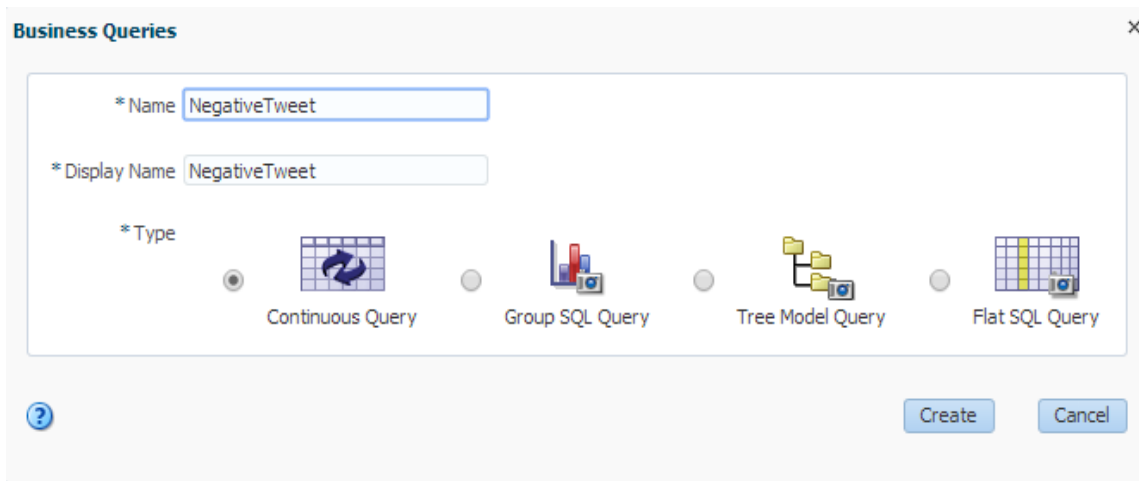 Business Queries
* Name NegativeTweet
* Display Name NegativeTweet
* Type
Continuous Query Group SQL Query Tree Model Query Flat SQL Query
? Create Cancel